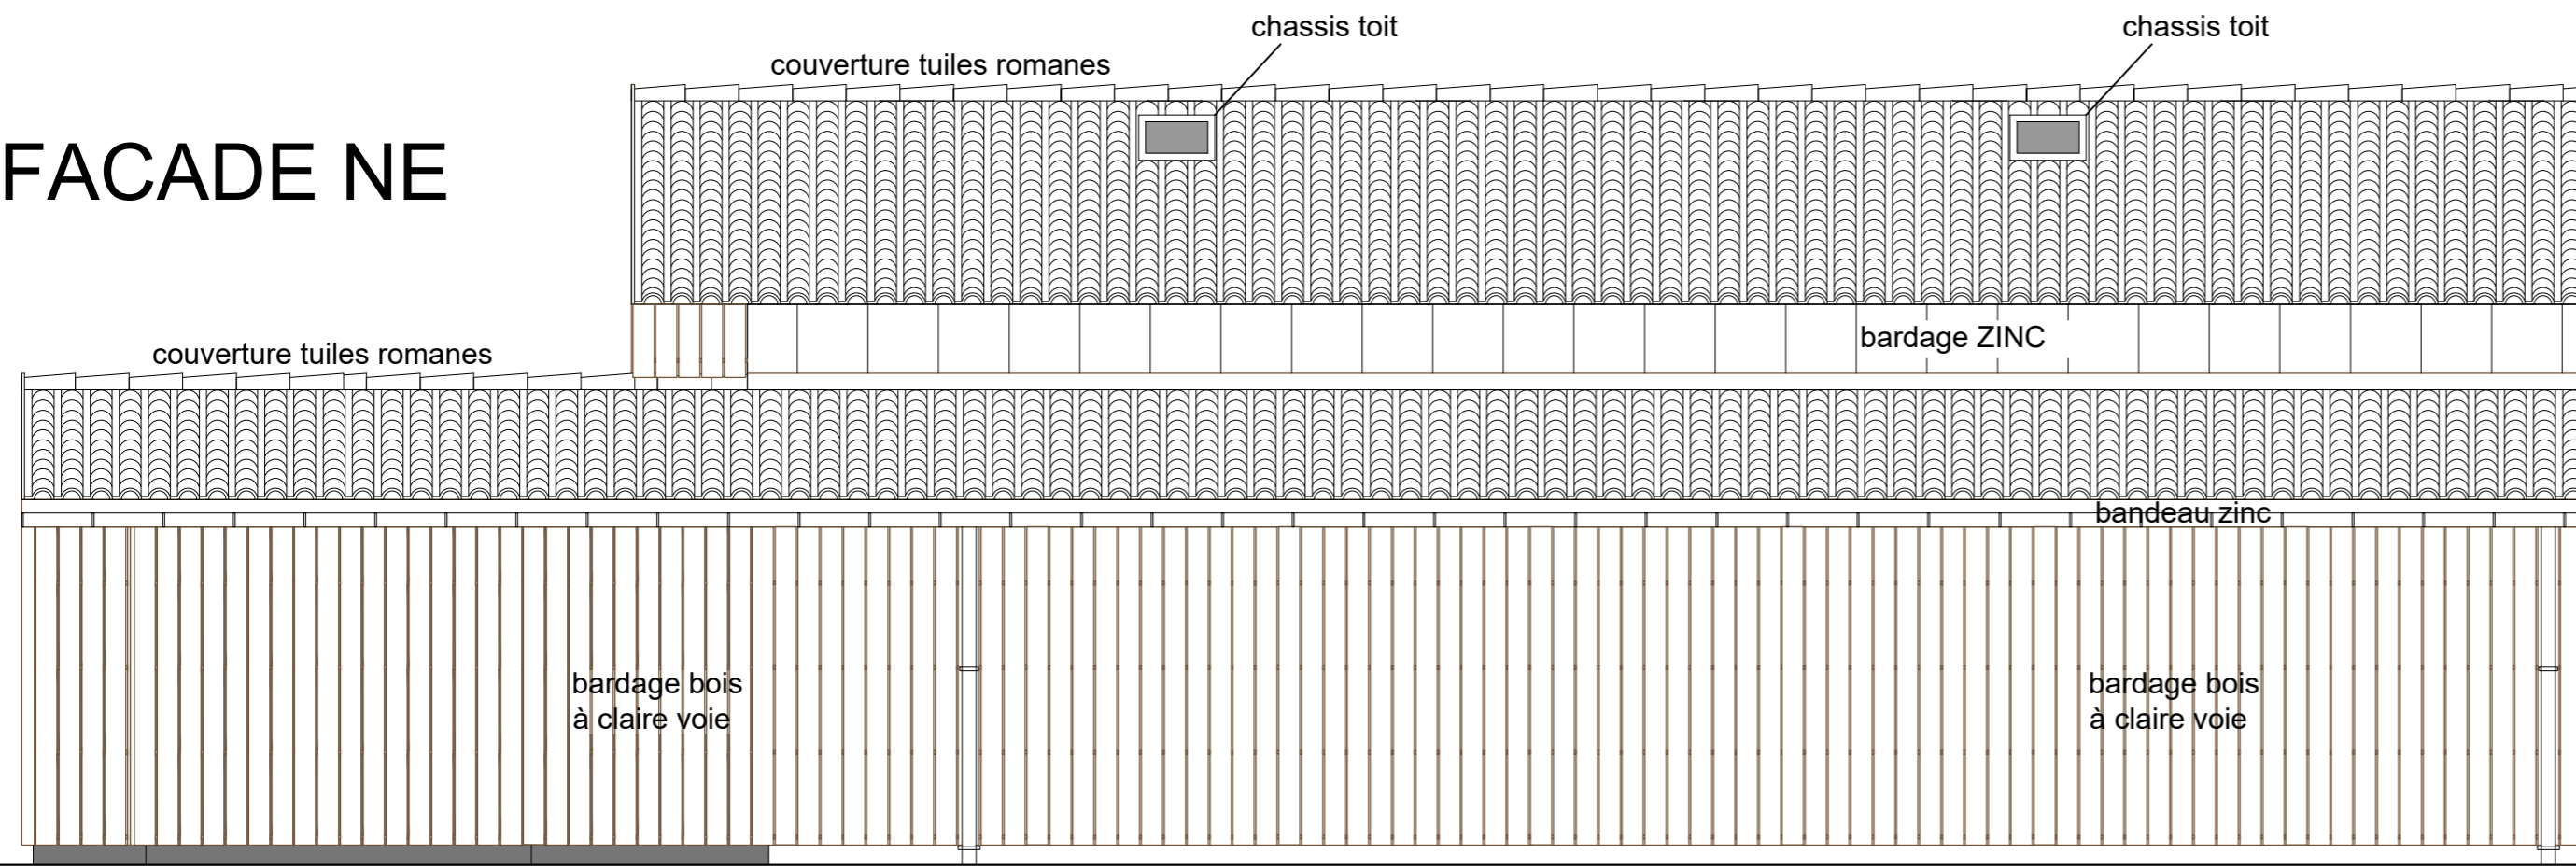 chassis toit
chassis toit
couverture tuiles romanes
FACADE NE
bardage ZINC
couverture tuiles romanes
bandeau zinc
bardage bois
à claire voie
bardage bois
à claire voie